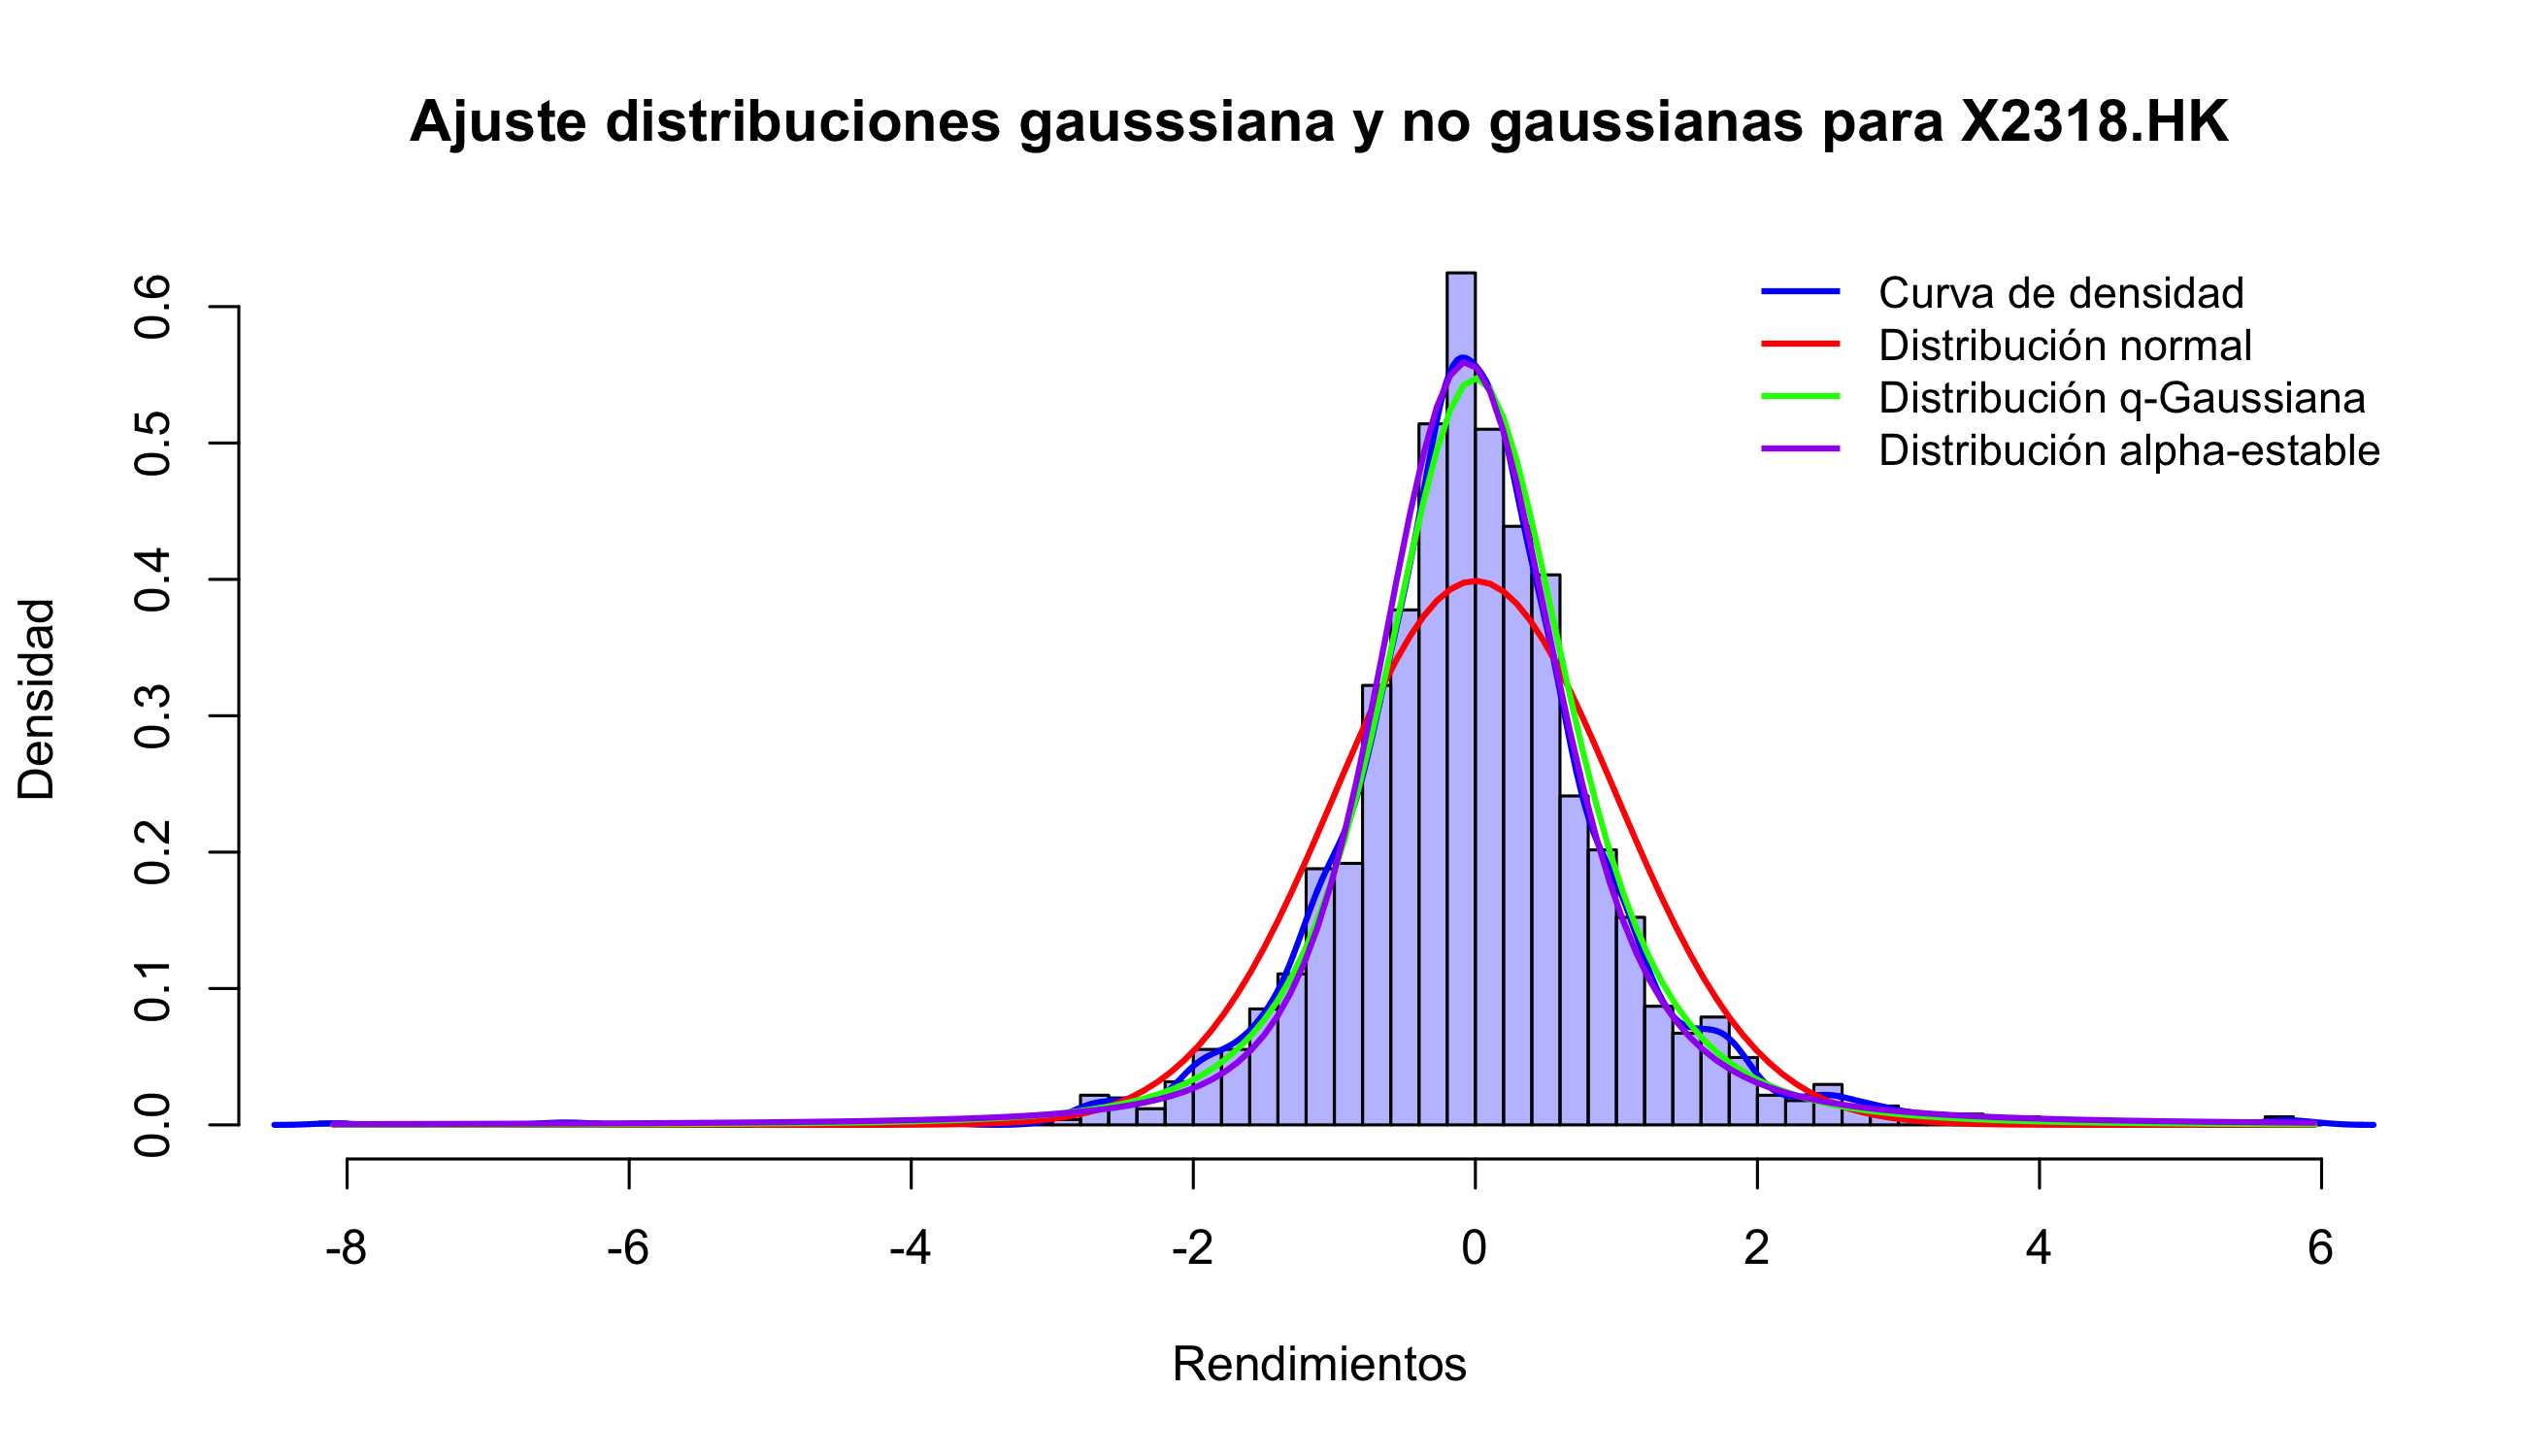 Ajuste distribuciones gausssiana y no gaussianas para X2318.HK
Curva de densidad
Distribución normal
Distribución q-Gaussiana
Distribución alpha-estable
Densidad
0.6
0.5
0.4
0.3
0.2
0.1
0.0
-8 -6 -4 -2 0 2 4 6
Rendimientos